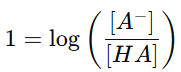 1 = log ( [A⁻] / [HA] )